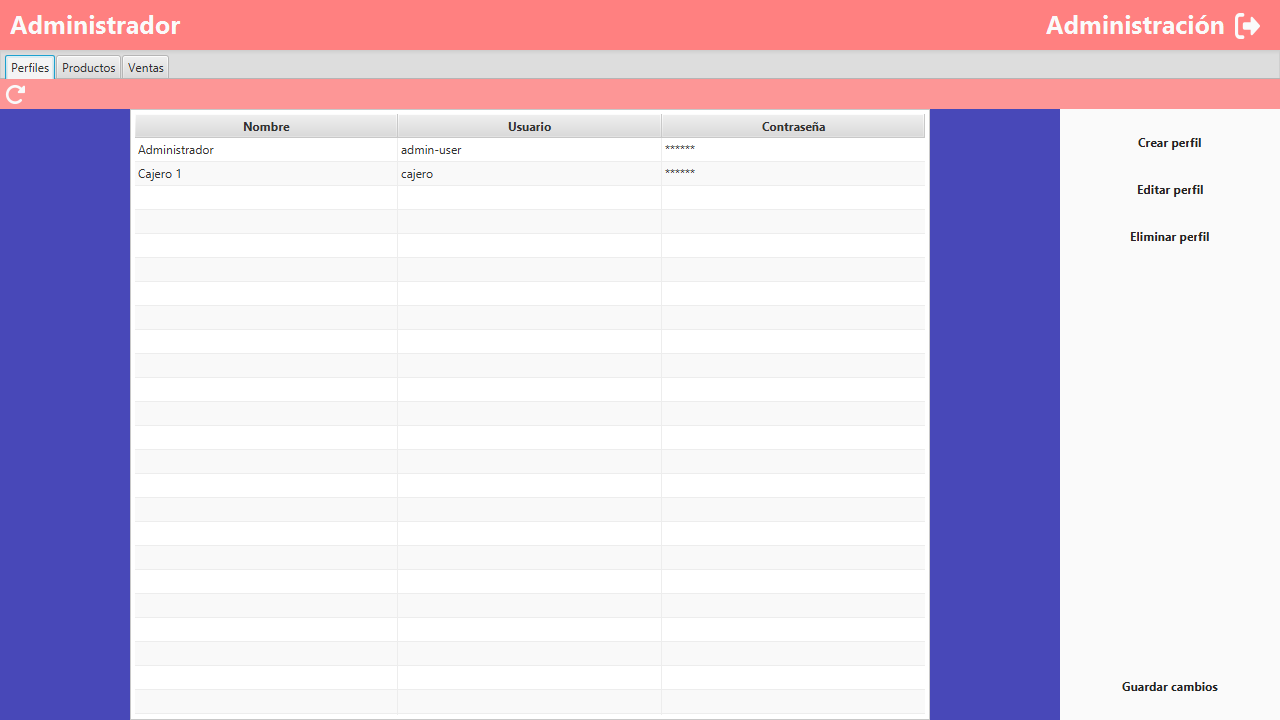 Administrador
Administración
Perfiles Productos Ventas
Nombre Usuario Contraseña
Administrador admin-user ******
Cajero 1 cajero ******
Crear perfil
Editar perfil
Eliminar perfil
Guardar cambios